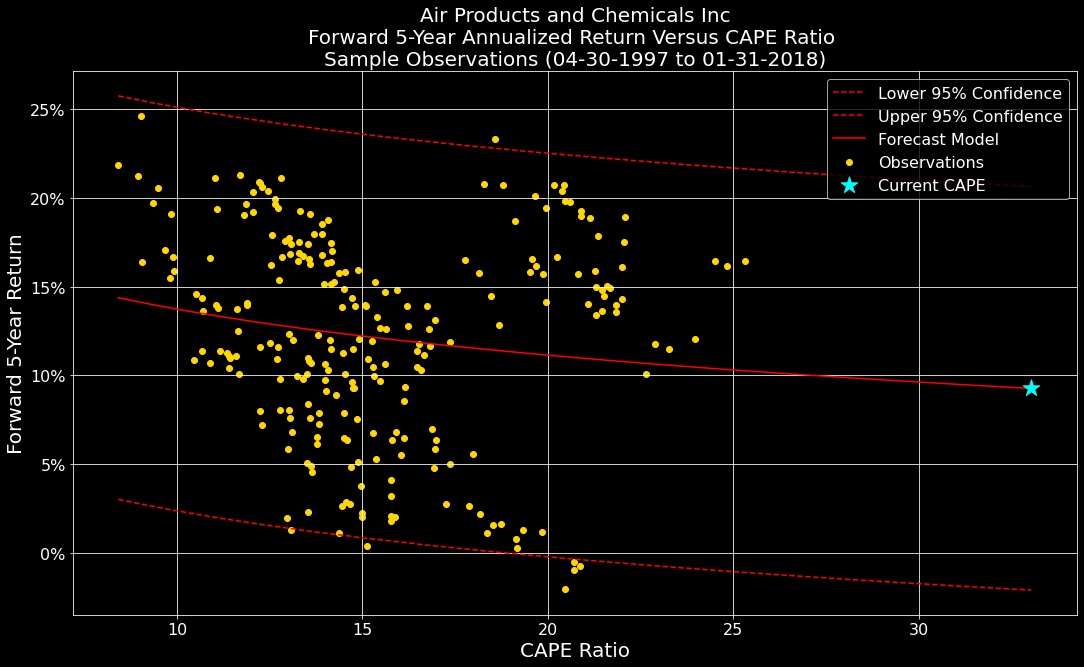 Air Products and Chemicals Inc
Forward 5-Year Annualized Return Versus CAPE Ratio
Sample Observations (04-30-1997 to 01-31-2018)
Lower 95% Confidence
Upper 95% Confidence
Forecast Model
Observations
Current CAPE
Forward 5-Year Return
25%
20%
15%
10%
5%
0%
10 15 20 25 30
CAPE Ratio